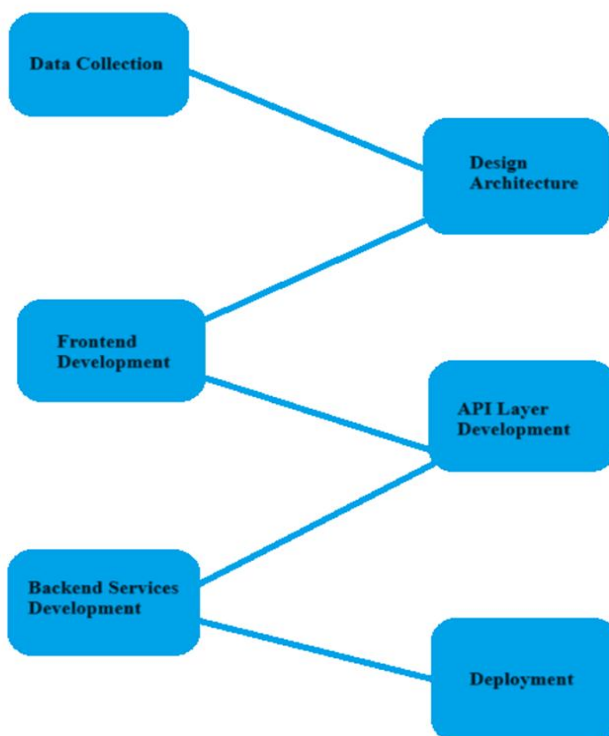 Data Collection
Design
Architecture
Frontend
Development
API Layer
Development
Backend Services
Development
Deployment